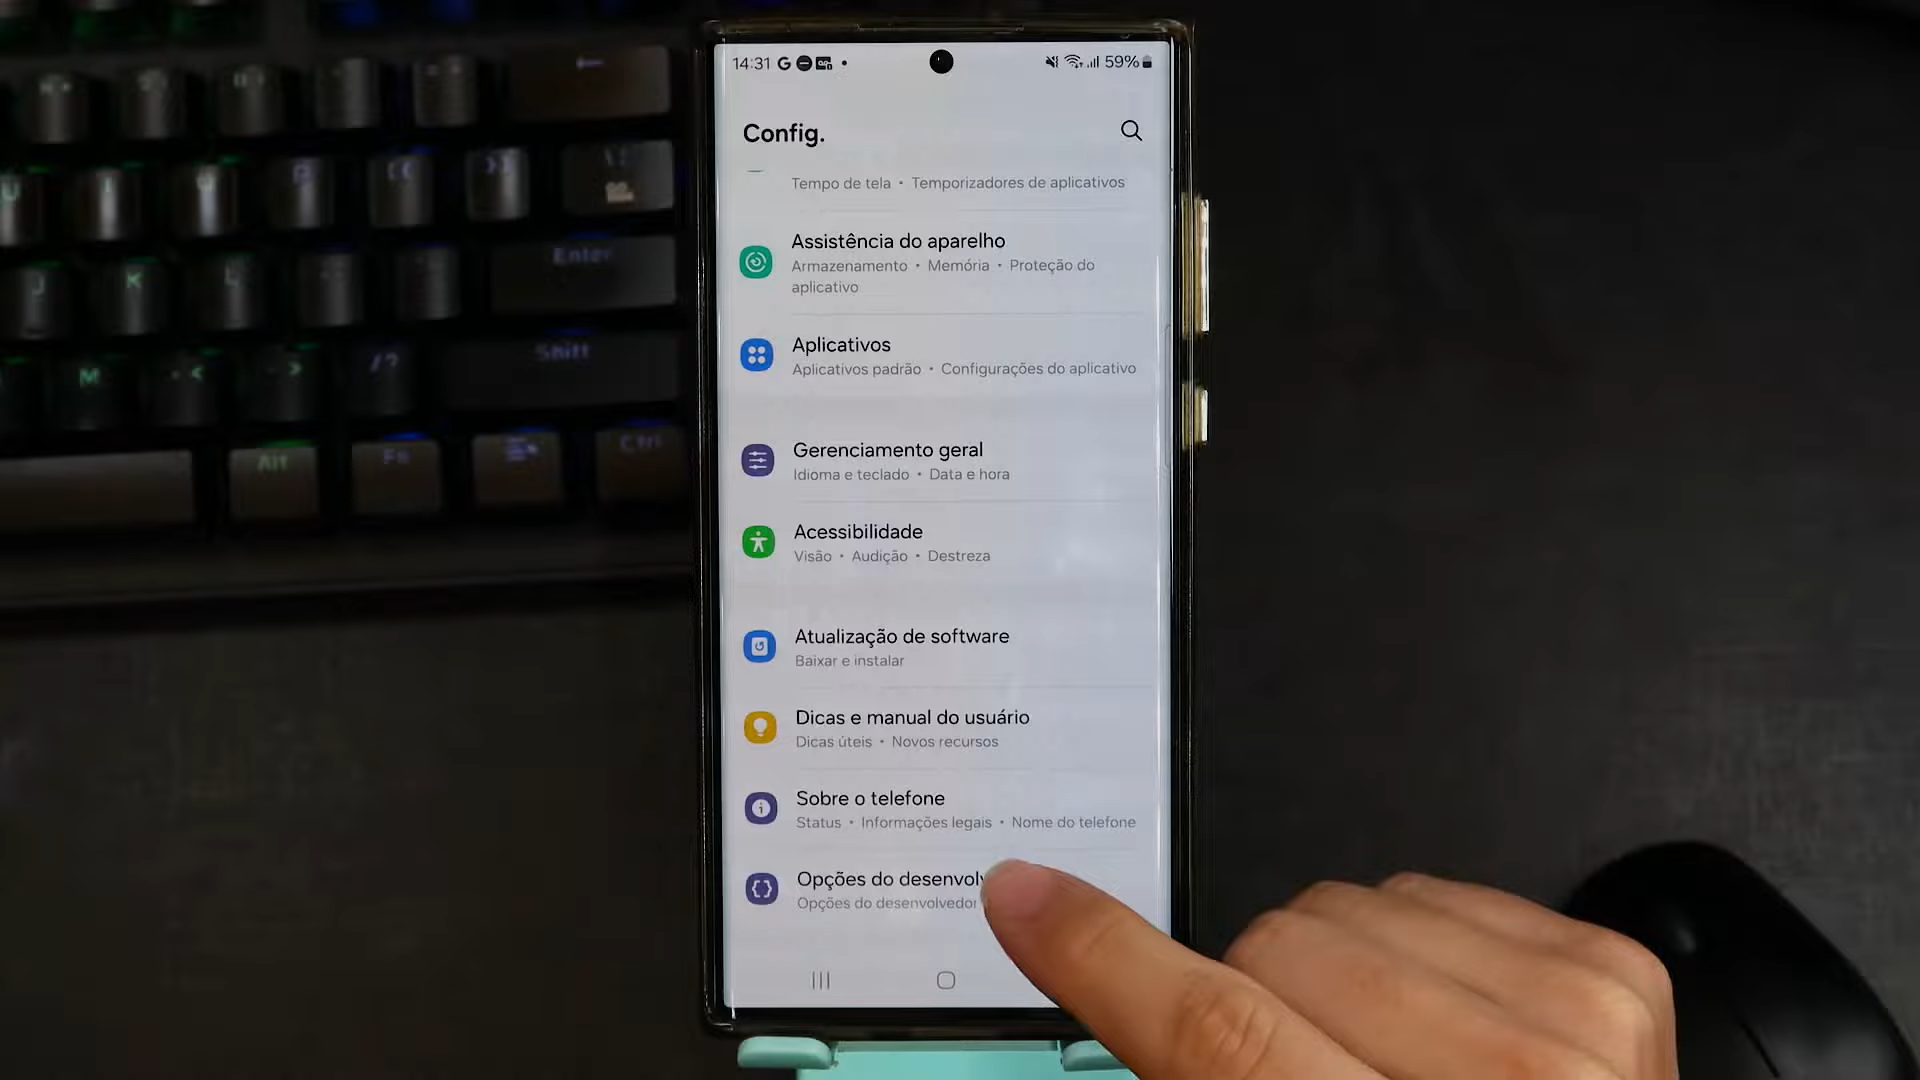 14:31 G 59%
Config.
Tempo de tela • Temporizadores de aplicativos
Assistência do aparelho
Armazenamento • Memória • Proteção do
aplicativo
Aplicativos
Aplicativos padrão • Configurações do aplicativo
Gerenciamento geral
Idioma e teclado • Data e hora
Acessibilidade
Visão • Audição • Destreza
Atualização de software
Baixar e instalar
Dicas e manual do usuário
Dicas úteis • Novos recursos
Sobre o telefone
Status • Informações legais • Nome do telefone
Opções do desenvolv
Opções do desenvolvedor
J K L Enter
M < > /? Shift
Alt Fn Ctrl